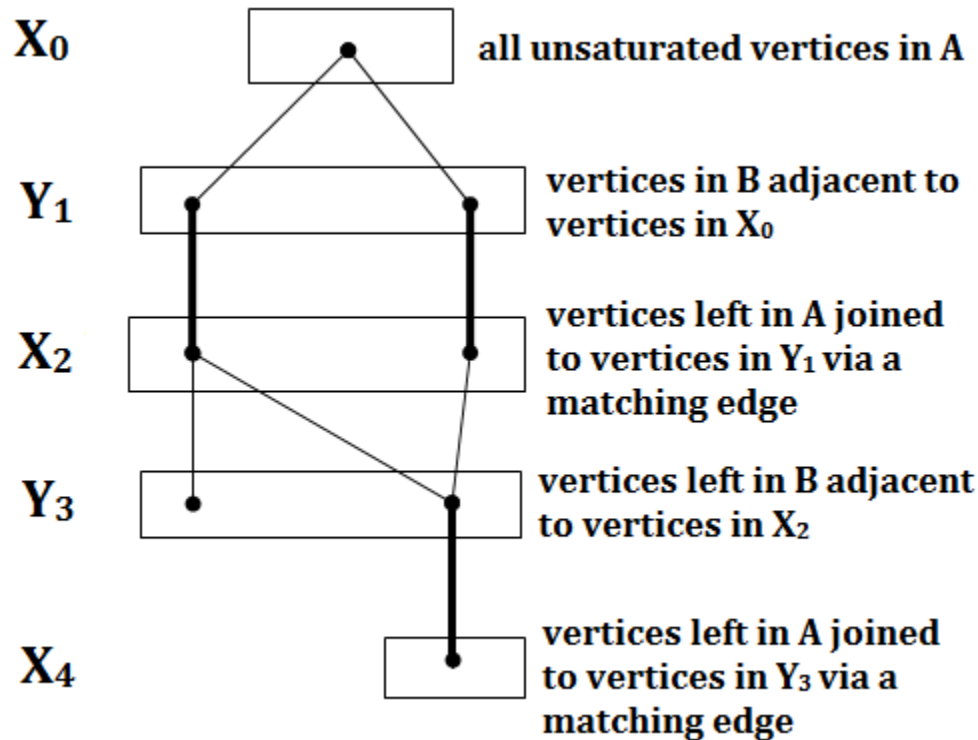 X₀
all unsaturated vertices in A
Y₁
vertices in B adjacent to
vertices in X₀
X₂
vertices left in A joined
to vertices in Y₁ via a
matching edge
Y₃
vertices left in B adjacent
to vertices in X₂
X₄
vertices left in A joined
to vertices in Y₃ via a
matching edge